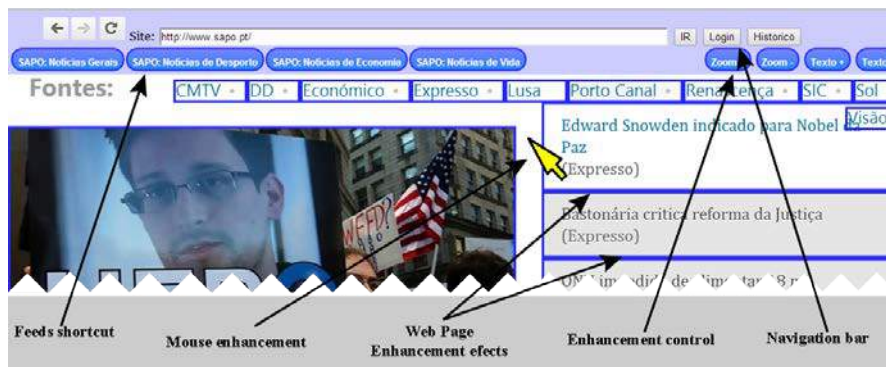 Site: http://www.sapo.pt/ IR Login Historico
SAPO: Noticias Gerais SAPO: Noticias de Desporto SAPO: Noticias de Economia SAPO: Noticias de Vida Zoom Zoom - Texto + Texto
Fontes: CMTV • DD • Económico • Expresso • Lusa Porto Canal • Renascença • SIC • Sol
Visão
Edward Snowden indicado para Nobel da
Paz
(Expresso)
Bastonária critica reforma da Justiça
(Expresso)
Feeds shortcut
Mouse enhancement
Web Page
Enhancement efects
Enhancement control
Navigation bar